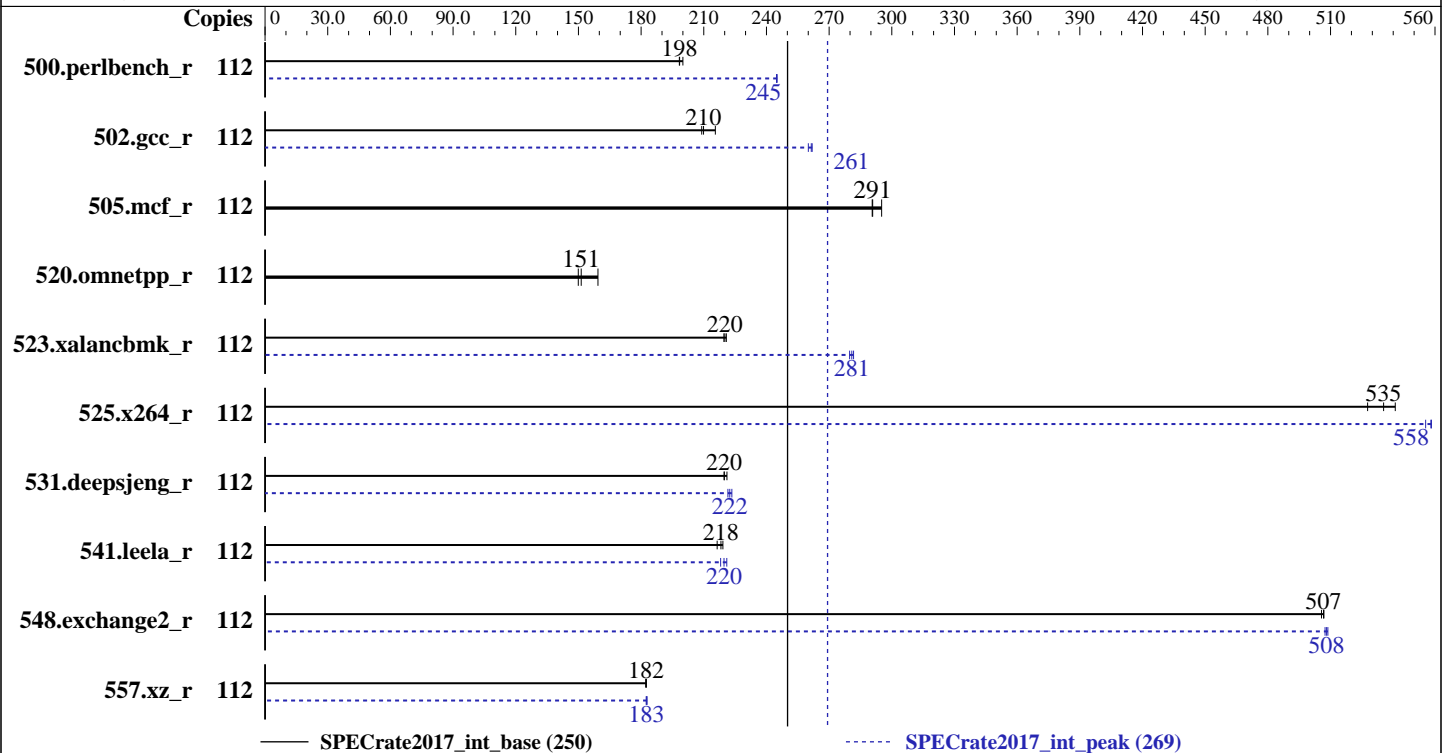 Copies 0 30.0 60.0 90.0 120 150 180 210 240 270 300 330 360 390 420 450 480 510 560
198
500.perlbench_r 112
245
210
502.gcc_r 112
261
291
505.mcf_r 112
151
520.omnetpp_r 112
220
523.xalancbmk_r 112
281
535
525.x264_r 112
558
220
531.deepsjeng_r 112
222
218
541.leela_r 112
220
507
548.exchange2_r 112
508
182
557.xz_r 112
183
SPECrate2017_int_base (250) SPECrate2017_int_peak (269)